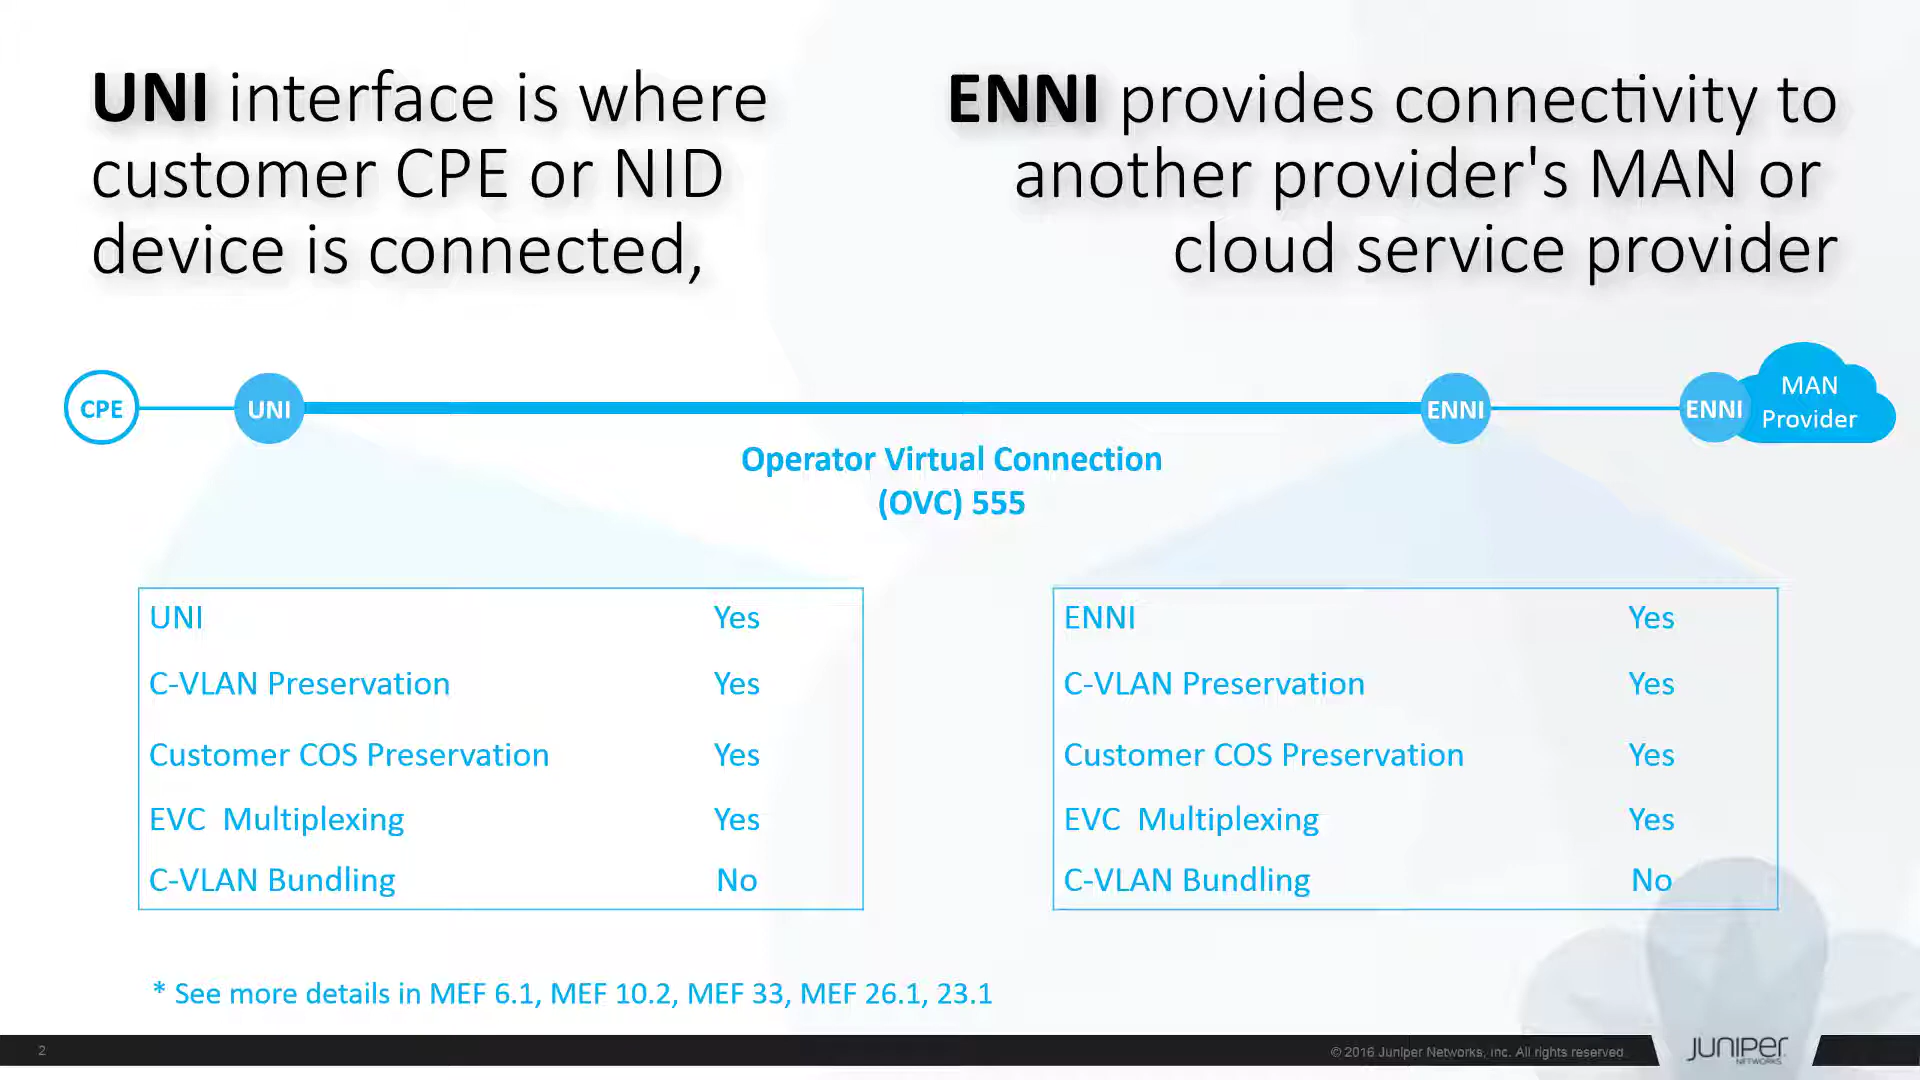 UNI interface is where
customer CPE or NID
device is connected,
ENNI provides connectivity to
another provider's MAN or
cloud service provider
CPE
UNI
ENNI
ENNI
MAN
Provider
Operator Virtual Connection
(OVC) 555
UNI Yes
C-VLAN Preservation Yes
Customer COS Preservation Yes
EVC  Multiplexing Yes
C-VLAN Bundling No
ENNI Yes
C-VLAN Preservation Yes
Customer COS Preservation Yes
EVC  Multiplexing Yes
C-VLAN Bundling No
* See more details in MEF 6.1, MEF 10.2, MEF 33, MEF 26.1, 23.1
2
© 2016 Juniper Networks, Inc. All rights reserved.
JUNIPER
NETWORKS